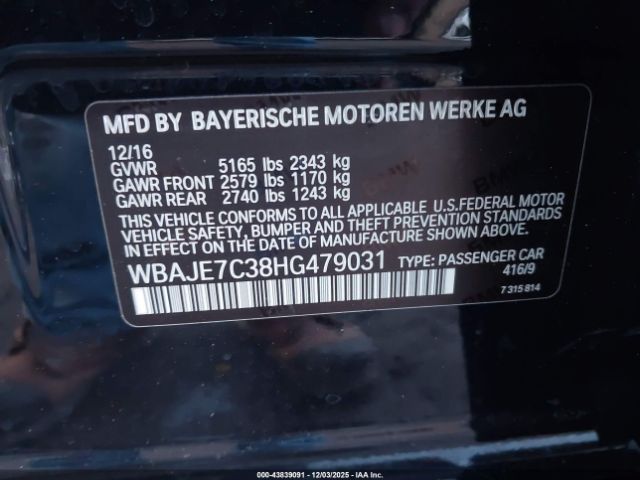 MFD BY BAYERISCHE MOTOREN WERKE AG
12/16
GVWR 5165 lbs 2343 kg
GAWR FRONT 2579 lbs 1170 kg
GAWR REAR 2740 lbs 1243 kg
THIS VEHICLE CONFORMS TO ALL APPLICABLE U.S.FEDERAL MOTOR
VEHICLE SAFETY, BUMPER AND THEFT PREVENTION STANDARDS
IN EFFECT ON THE DATE OF MANUFACTURE SHOWN ABOVE.
WBAJE7C38HG479031 TYPE: PASSENGER CAR
416/9
7 315 814
000-43839091 - 12/03/2025 - IAAI.com